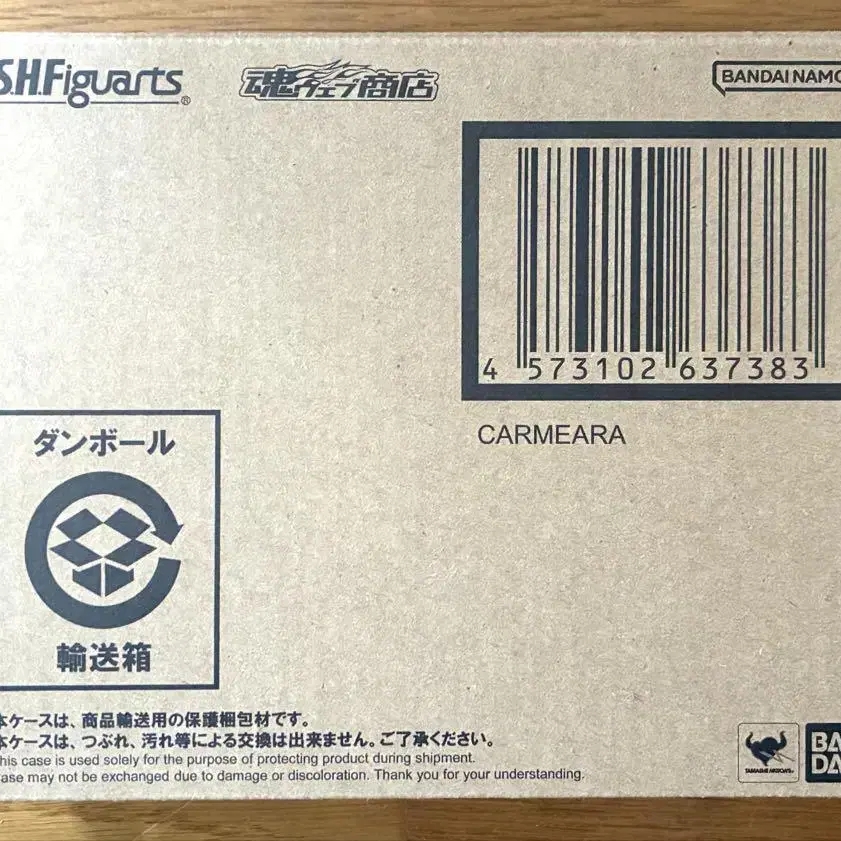 S.H.Figuarts®
魂ウェブ商店
BANDAI NAMCO
4 573102 637383
CARMEARA
ダンボール
輸送箱
本ケースは、商品輸送用の保護梱包材です。
本ケースは、つぶれ、汚れ等による交換は出来ません。ご了承ください。
his case is used solely for the purpose of protecting product during shipment.
ase may not be exchanged due to damage or discoloration. Thank you for your understanding.
TAMASHII NATIONS
BA
DA